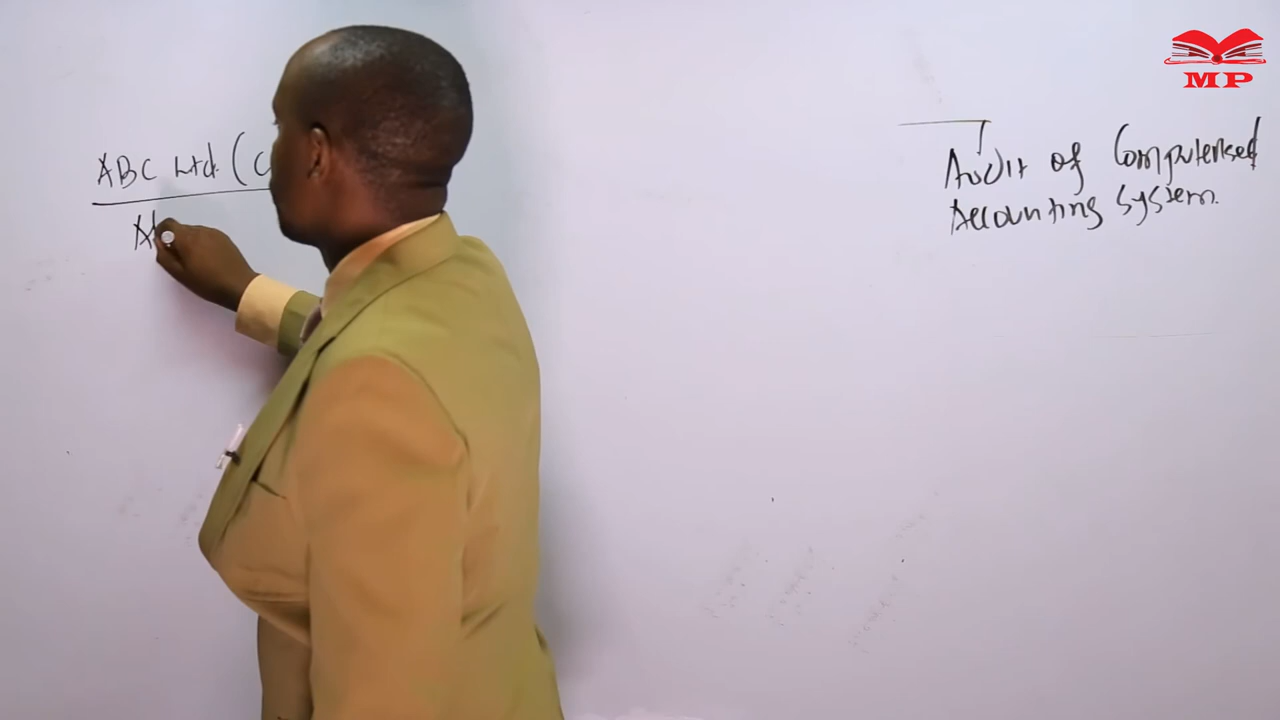 ABC Ltd. (C
MP
Audit of Computerised
Accounting System.